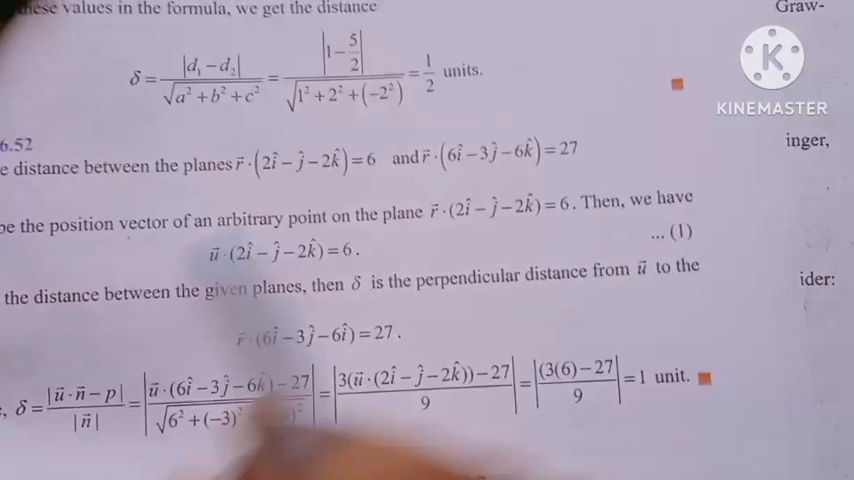 these values in the formula, we get the distance
Graw-
δ = |d₁ − d₂| / √(a² + b² + c²) = |1 − 5/2| / √(1² + 2² + (−2²)) = 1/2 units.
KINEMASTER
6.52
inger,
e distance between the planes r⃗ · (2î − ĵ − 2k̂) = 6 and r⃗ · (6î − 3ĵ − 6k̂) = 27
be the position vector of an arbitrary point on the plane r⃗ · (2î − ĵ − 2k̂) = 6. Then, we have
u⃗ · (2î − ĵ − 2k̂) = 6. ... (1)
the distance between the given planes, then δ is the perpendicular distance from u⃗ to the
ider:
r⃗ · (6î − 3ĵ − 6î) = 27.
, δ = |u⃗ · n⃗ − p| / |n⃗| = |u⃗ · (6î − 3ĵ − 6k̂) − 27 / √(6² + (−3)² )²| = |3(u⃗ · (2î − ĵ − 2k̂)) − 27 / 9| = |(3(6) − 27 / 9| = 1 unit.